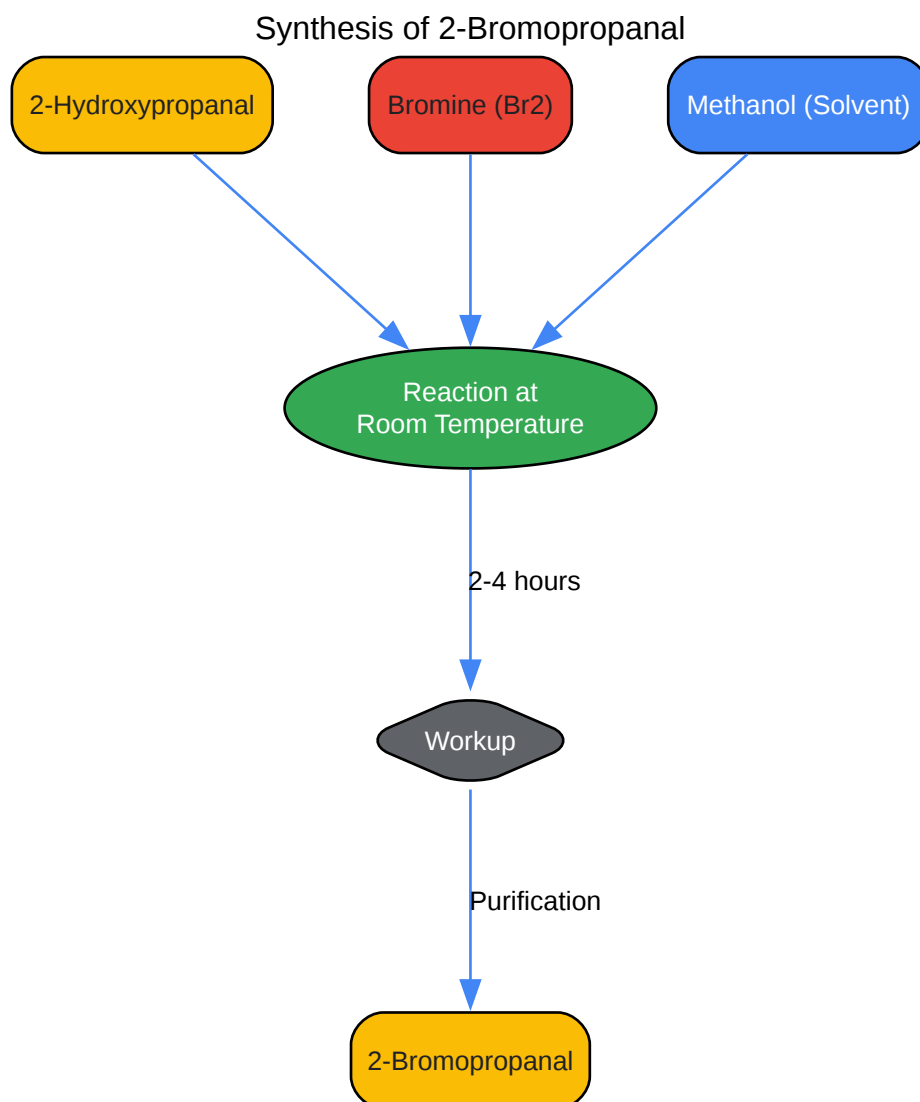 Synthesis of 2-Bromopropanal
2-Hydroxypropanal
Bromine (Br2)
Methanol (Solvent)
Reaction at
Room Temperature
2-4 hours
Workup
Purification
2-Bromopropanal